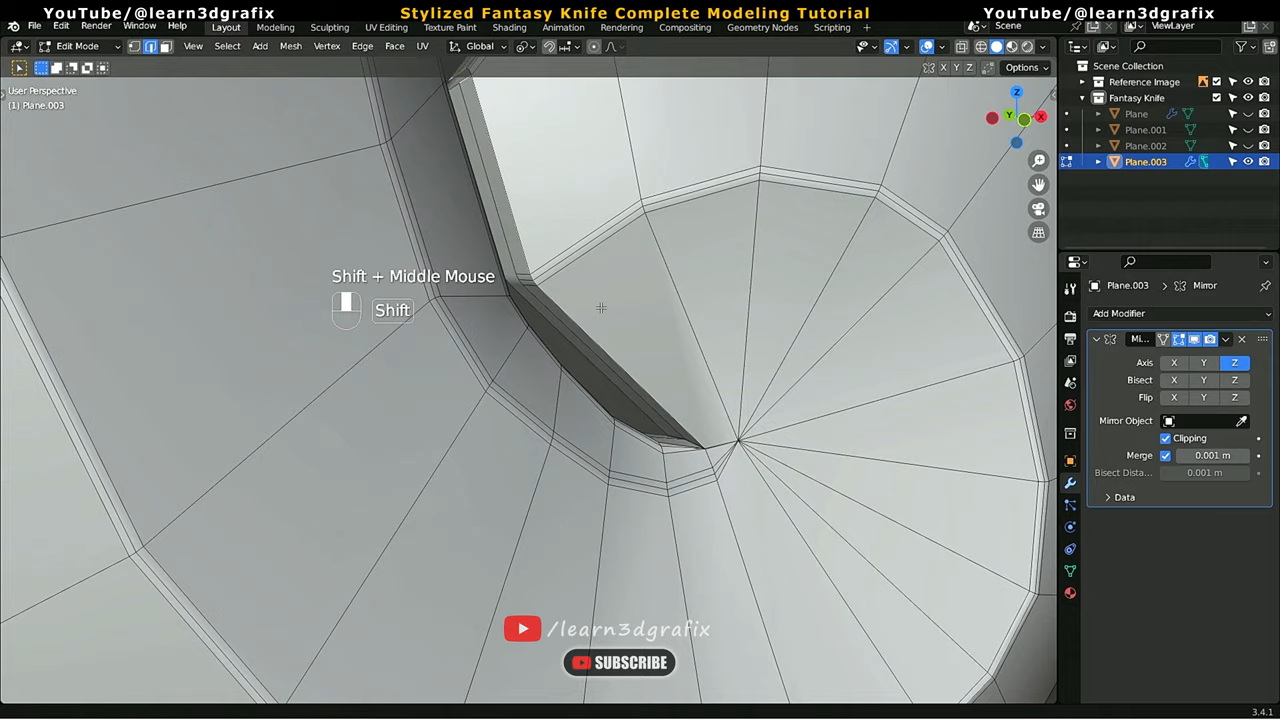 YouTube/@learn3dgrafix
Stylized Fantasy Knife Complete Modeling Tutorial
YouTube/@learn3dgrafix
File Edit Render Window Help
Layout Modeling Sculpting UV Editing Texture Paint Shading Animation Rendering Compositing Geometry Nodes Scripting
Scene
ViewLayer
Edit Mode
View Select Add Mesh Vertex Edge Face UV
Global
X Y Z
Options
User Perspective
(1) Plane.003
Z
Y
X
Shift + Middle Mouse
Shift
/learn3dgrafix
SUBSCRIBE
Scene Collection
Reference Image
Fantasy Knife
Plane
Plane.001
Plane.002
Plane.003
Plane.003 > Mirror
Add Modifier
Mi...
Axis X Y Z
Bisect X Y Z
Flip X Y Z
Mirror Object
Clipping
Merge 0.001 m
Bisect Dista... 0.001 m
Data
3.4.1